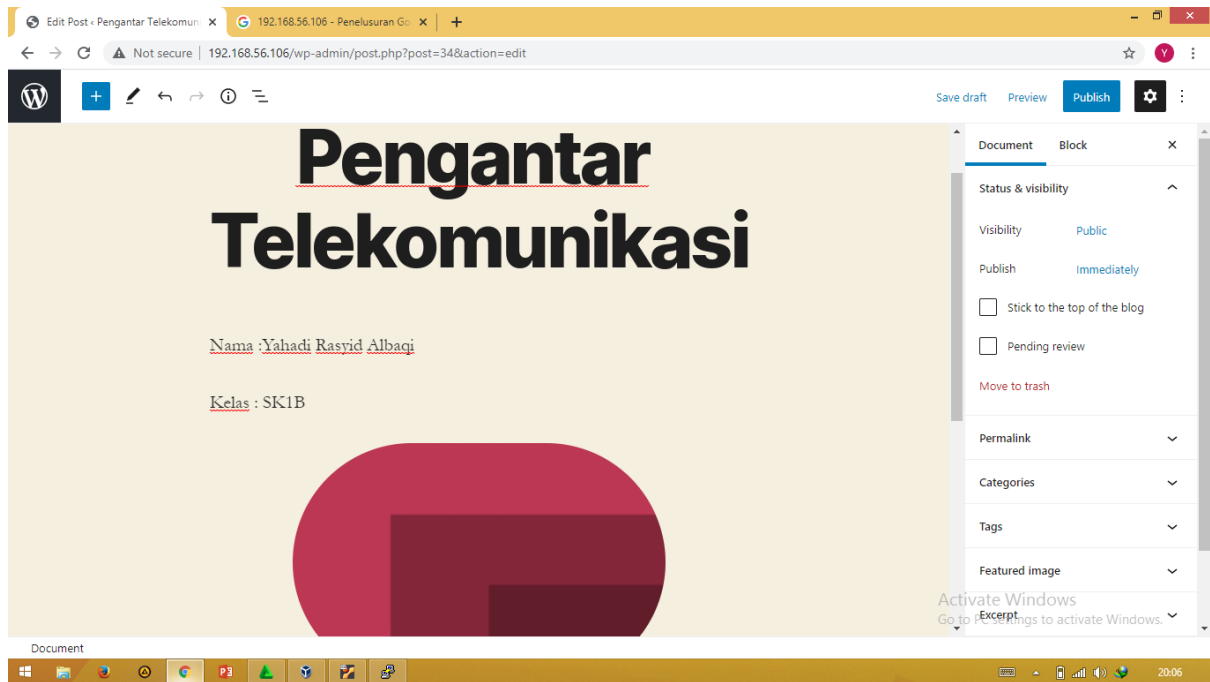 Edit Post ‹ Pengantar Telekomuni
192.168.56.106 - Penelusuran Go
Not secure | 192.168.56.106/wp-admin/post.php?post=34&action=edit
Y
Save draft Preview Publish
Pengantar
Telekomunikasi
Nama :Yahadi Rasyid Albaqi
Kelas : SK1B
Document Block
Status & visibility
Visibility Public
Publish Immediately
Stick to the top of the blog
Pending review
Move to trash
Permalink
Categories
Tags
Featured image
Excerpt
Activate Windows
Go to PC settings to activate Windows.
Document
20:06